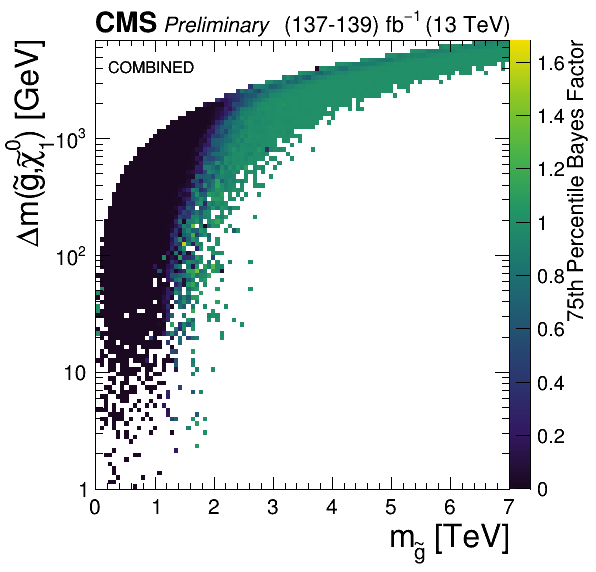 CMS Preliminary (137-139) fb⁻¹ (13 TeV)
COMBINED
Δm(g̃,χ̃⁰₁) [GeV]
10³
10²
10
1
0 1 2 3 4 5 6 7
m_g̃ [TeV]
1.6
1.4
1.2
1
0.8
0.6
0.4
0.2
0
75th Percentile Bayes Factor